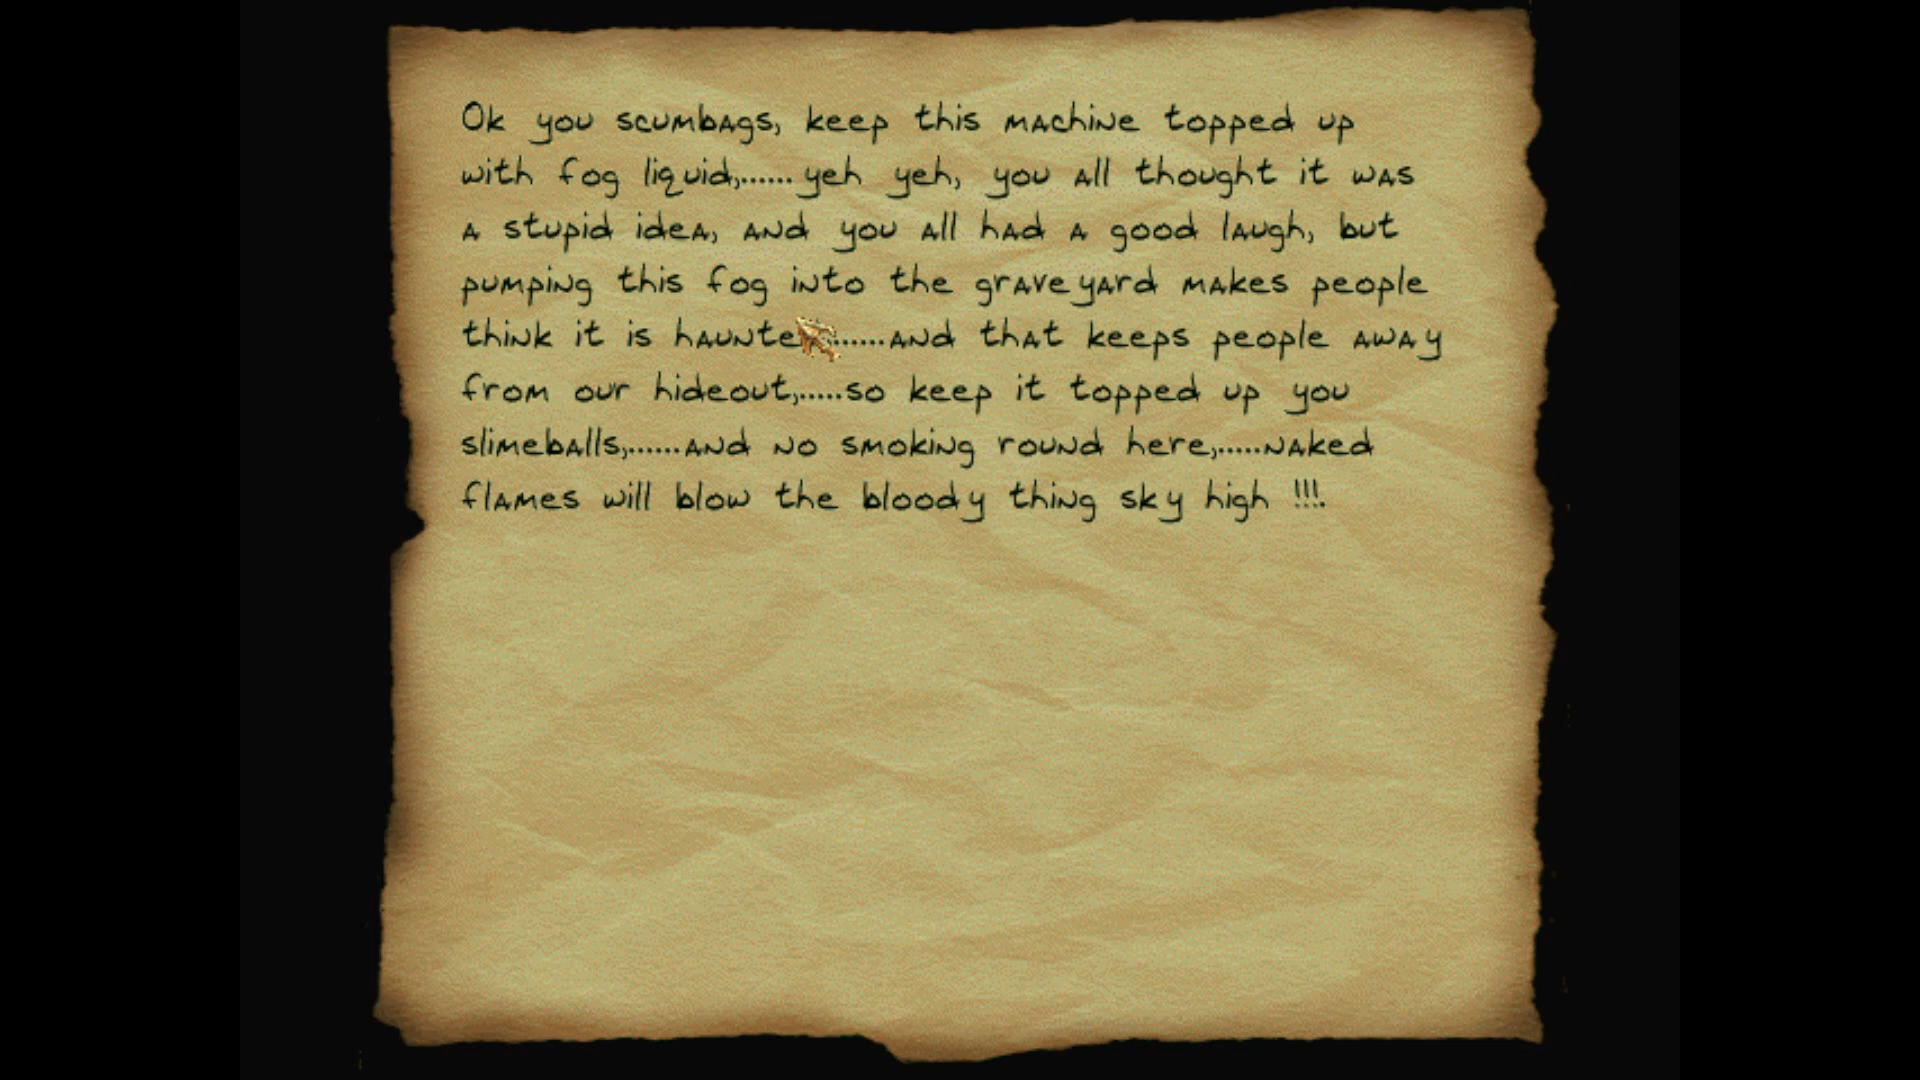 Ok you scumbags, keep this machine topped up
with fog liquid,...... yeh yeh, you all thought it was
a stupid idea, and you all had a good laugh, but
pumping this fog into the graveyard makes people
think it is haunted,......and that keeps people away
from our hideout,.....so keep it topped up you
slimeballs,......and no smoking round here,.....naked
flames will blow the bloody thing sky high !!!.